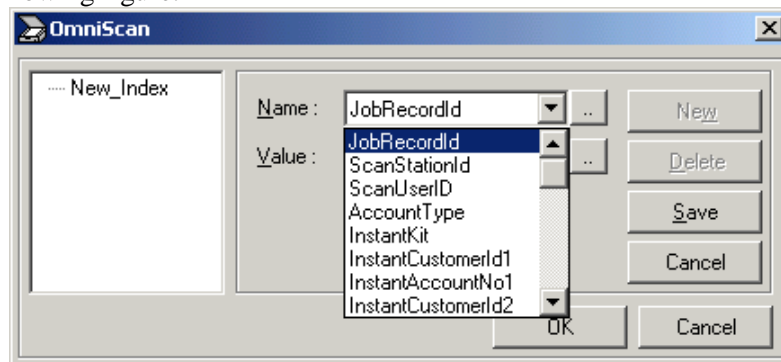 OmniScan
New_Index
Name :
JobRecordId
..
New
JobRecordId
Value :
..
Delete
ScanStationId
ScanUserID
AccountType
Save
InstantKit
InstantCustomerId1
Cancel
InstantAccountNo1
InstantCustomerId2
OK
Cancel